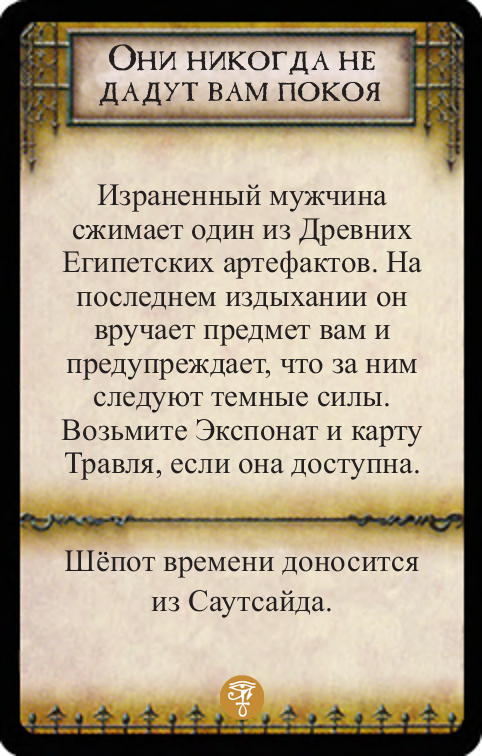 Они никогда не
дадут вам покоя
Израненный мужчина
сжимает один из Древних
Египетских артефактов. На
последнем издыхании он
вручает предмет вам и
предупреждает, что за ним
следуют темные силы.
Возьмите Экспонат и карту
Травля, если она доступна.
Шёпот времени доносится
из Саутсайда.